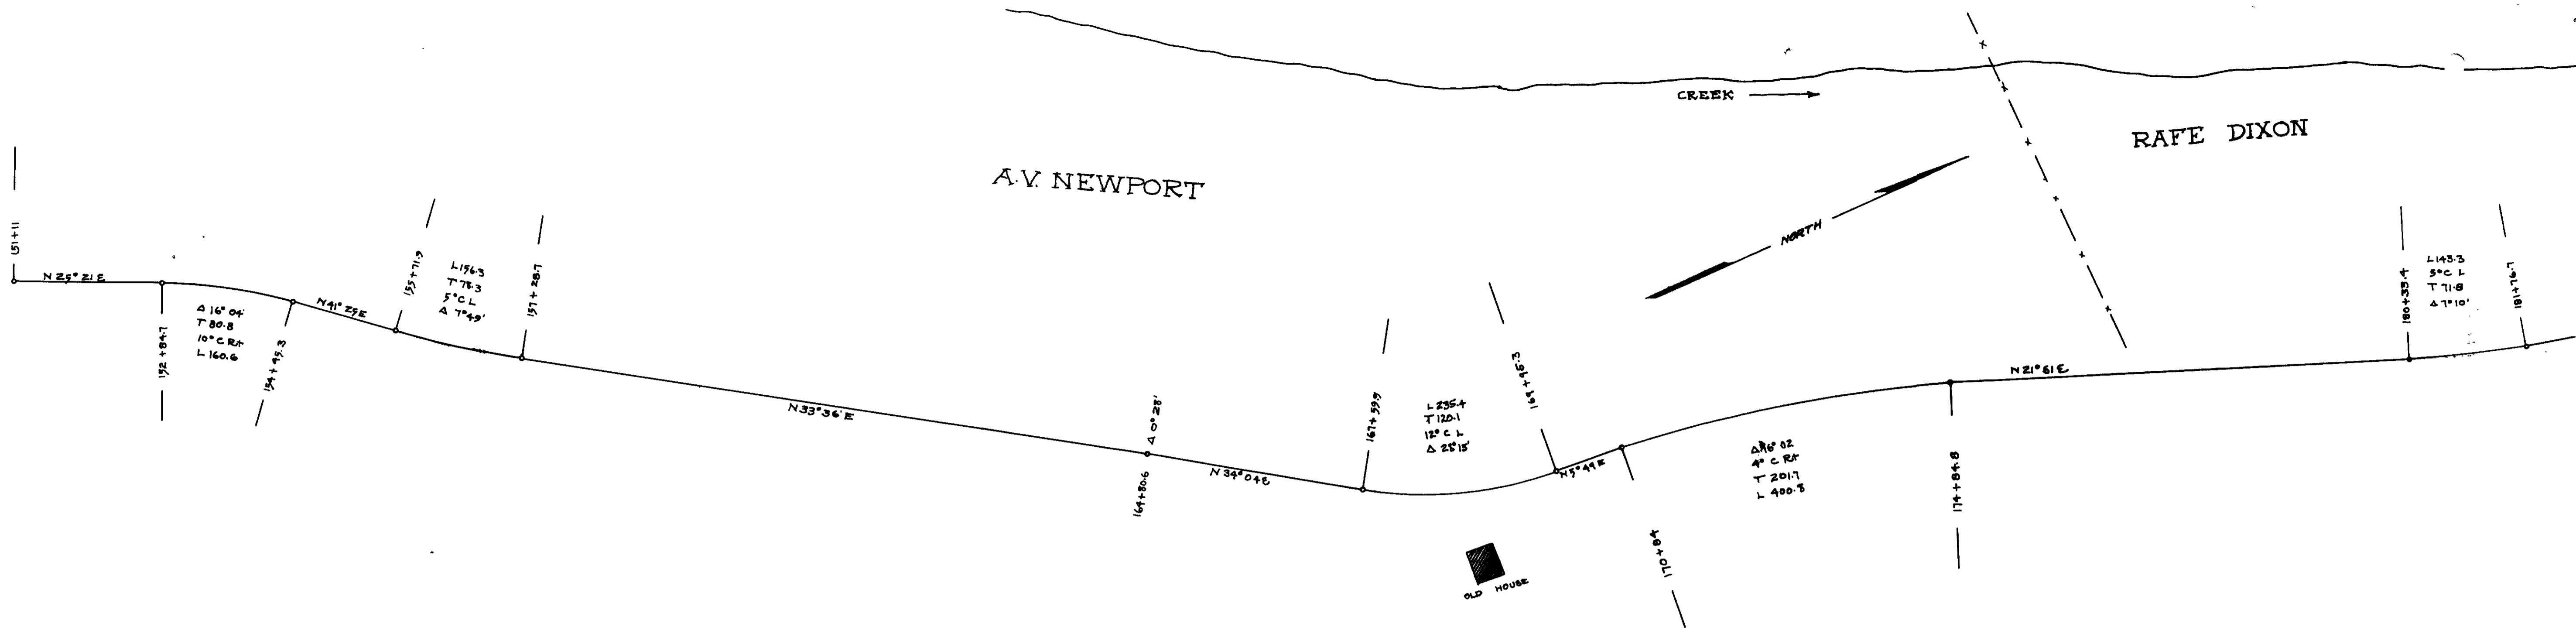 CREEK
RAFE DIXON
A.V. NEWPORT
NORTH
151+11
N 25° 21 E
152+84.7
Δ 16° 04'
T 80.8
10° C Rt
L 160.6
154+45.3
N 41° 25 E
155+71.9
L 156.3
T 78.3
5° C L
Δ 7° 49'
157+28.7
N 33° 36' E
Δ 0° 28'
164+80.6
N 34° 04 E
167+59.9
L 235.4
T 120.1
12° C L
Δ 28° 15'
169+95.3
N 5° 49 E
OLD HOUSE
170+84
Δ 16° 02
4° C Rt
T 201.7
L 400.8
174+84.8
N 21° 51 E
180+33.4
L 143.3
5° C L
T 71.8
Δ 7° 10'
181+76.7